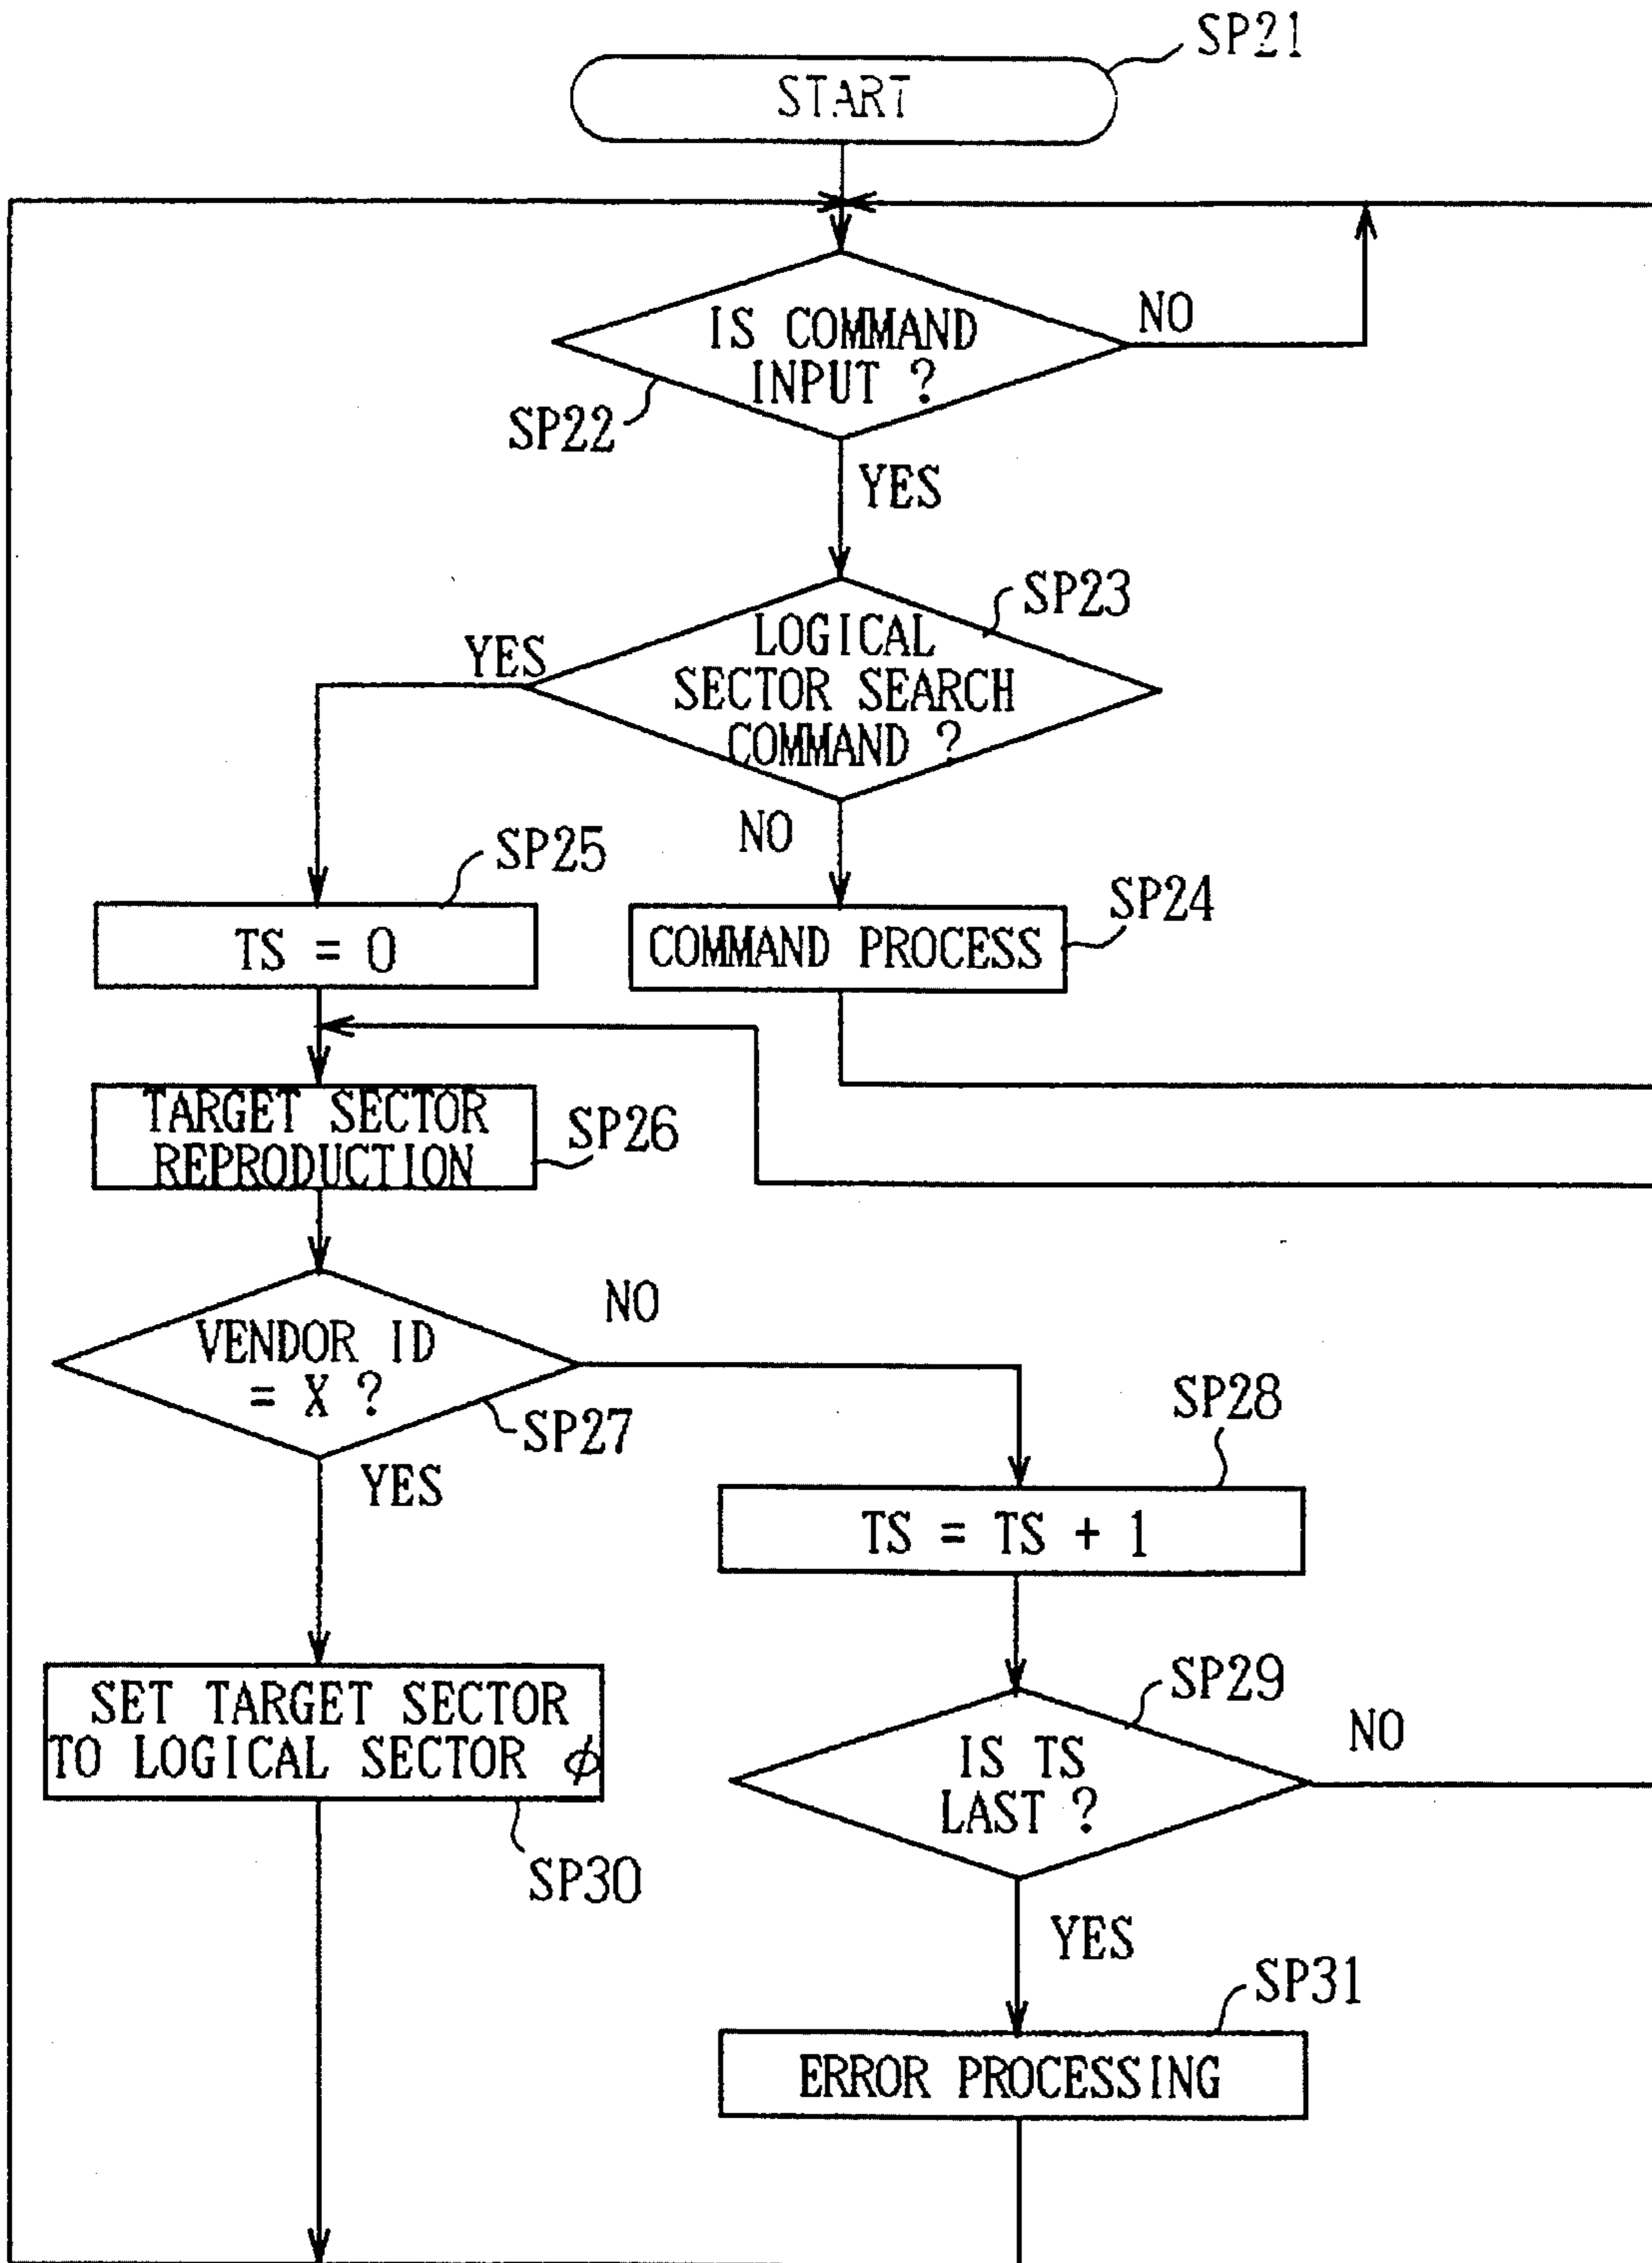 SP21
START
IS COMMAND
INPUT ?
NO
SP22
YES
SP23
LOGICAL
SECTOR SEARCH
COMMAND ?
YES
NO
SP25
TS = 0
SP24
COMMAND PROCESS
TARGET SECTOR
REPRODUCTION
SP26
VENDOR ID
= X ?
NO
SP27
YES
SP28
TS = TS + 1
SET TARGET SECTOR
TO LOGICAL SECTOR ϕ
SP30
SP29
IS TS
LAST ?
NO
YES
SP31
ERROR PROCESSING